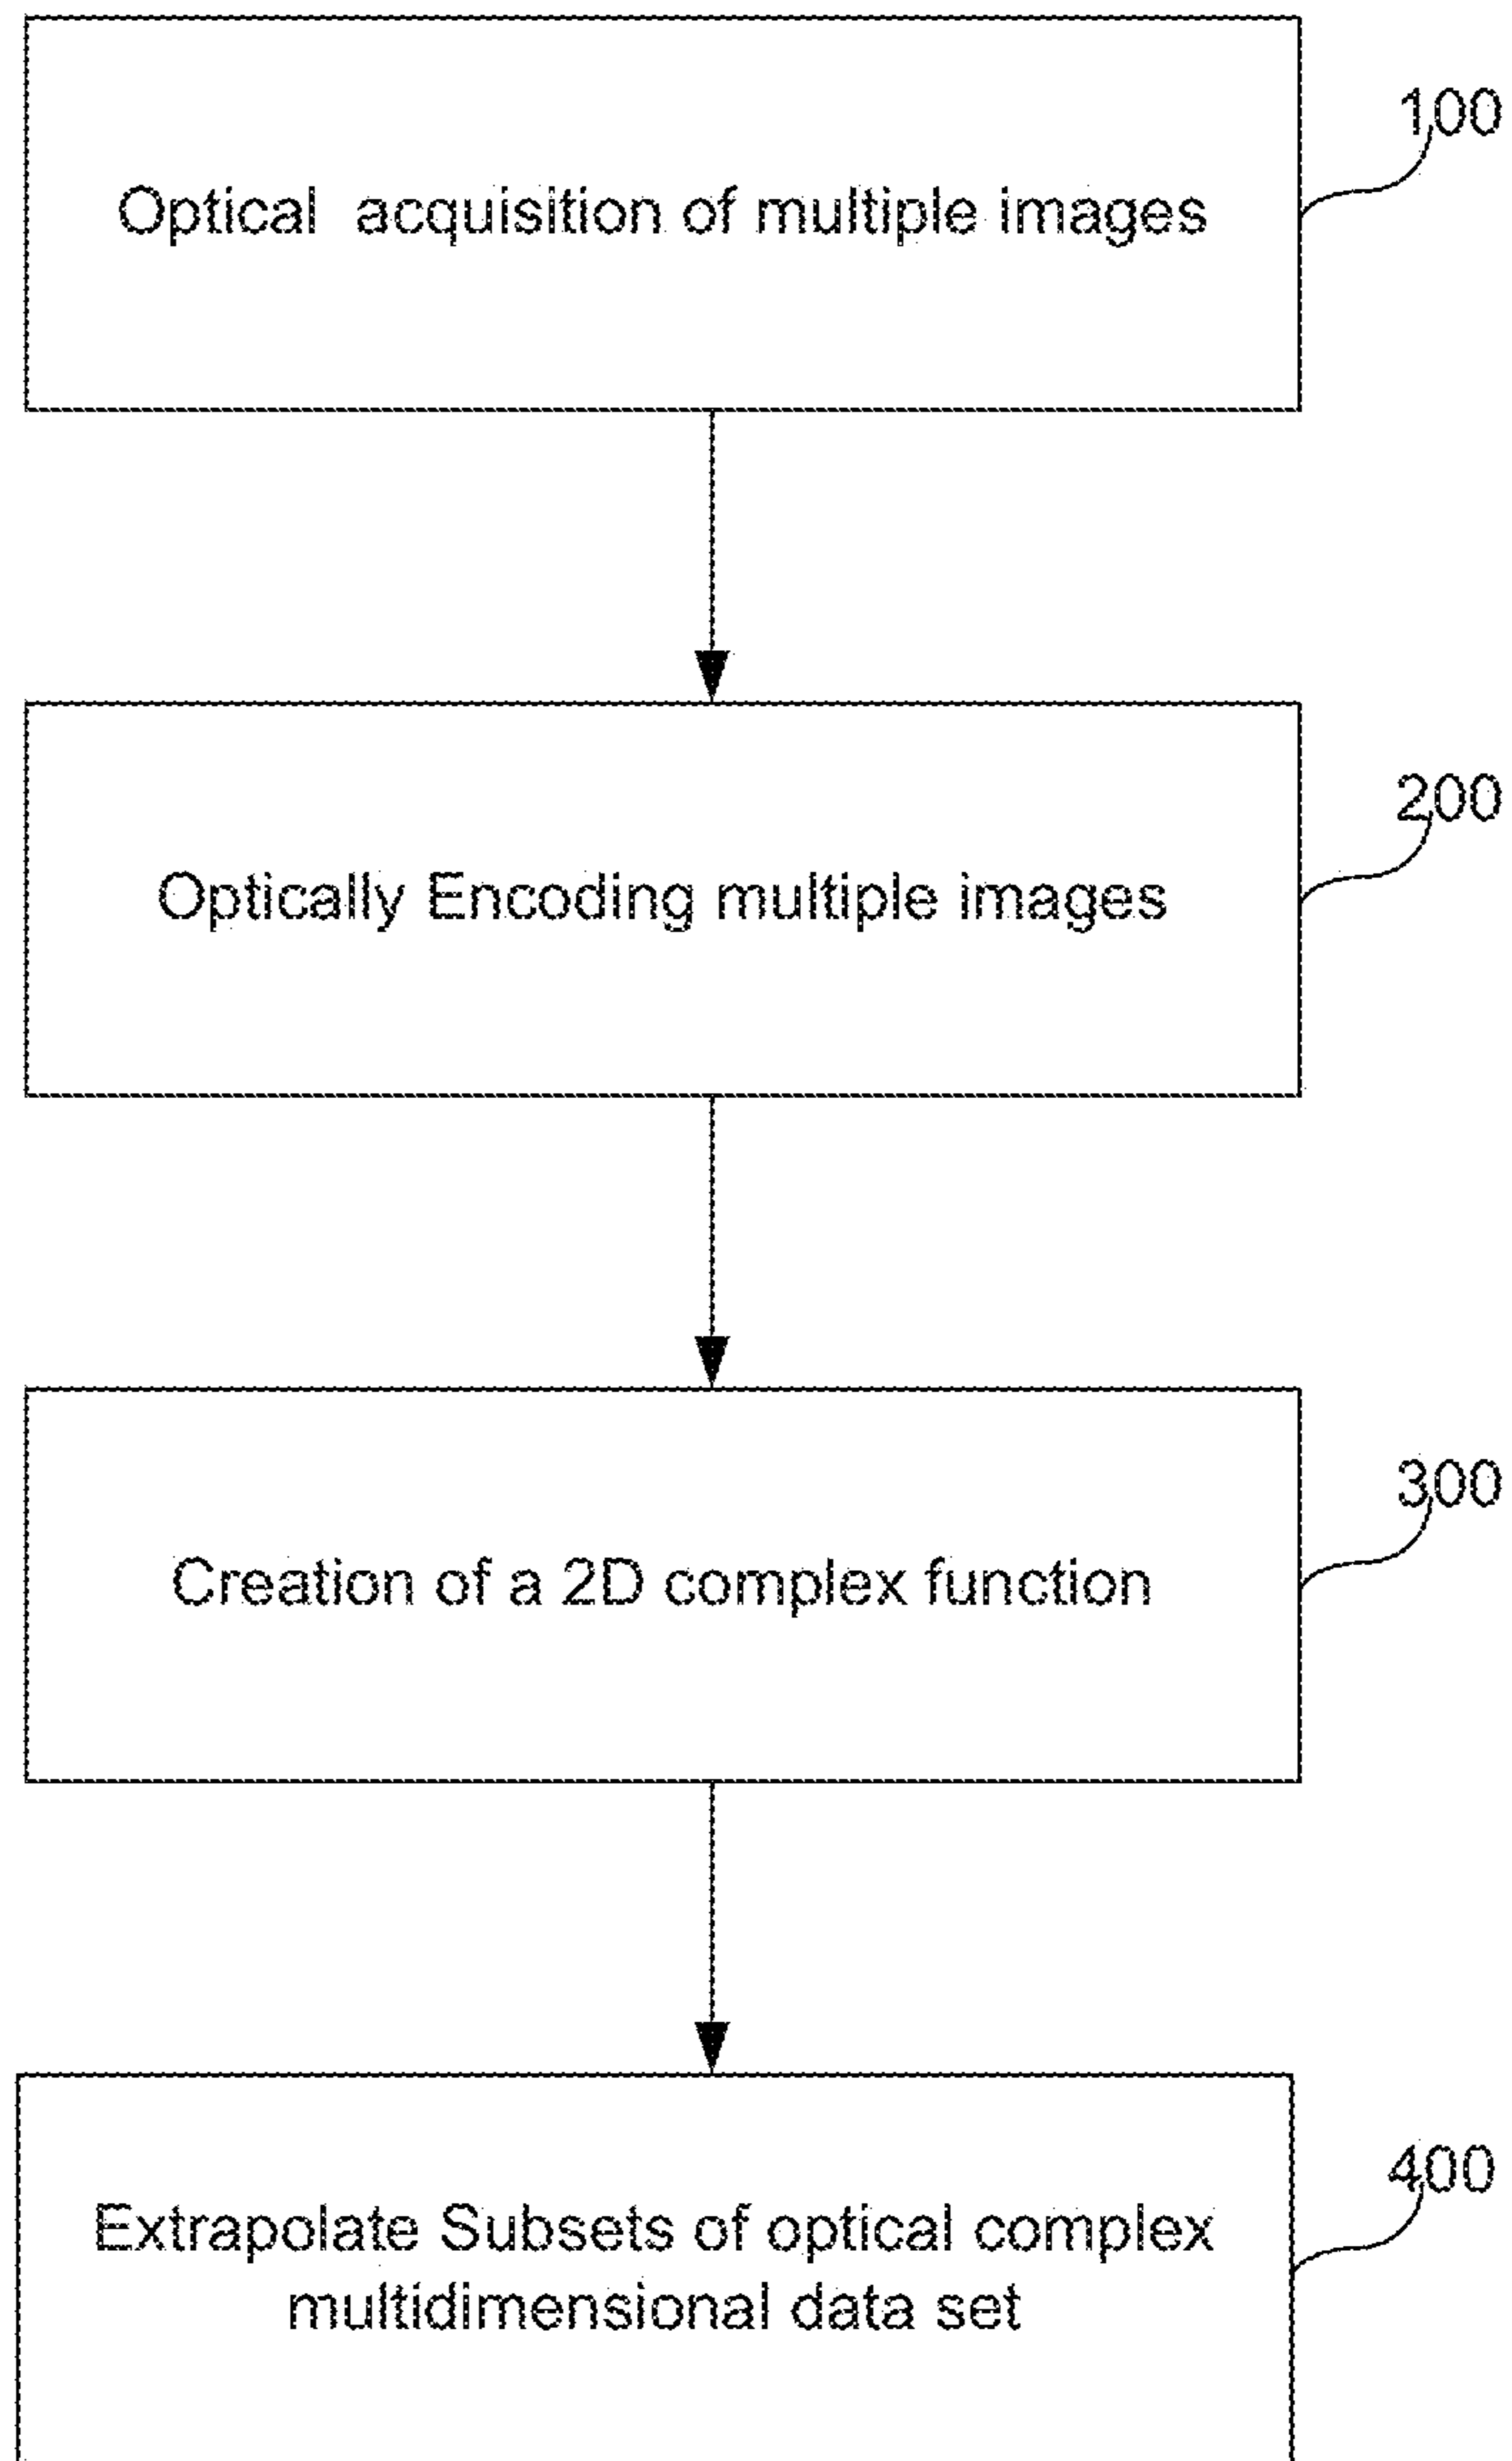 100
Optical acquisition of multiple images
200
Optically Encoding multiple images
300
Creation of a 2D complex function
400
Extrapolate Subsets of optical complex
multidimensional data set